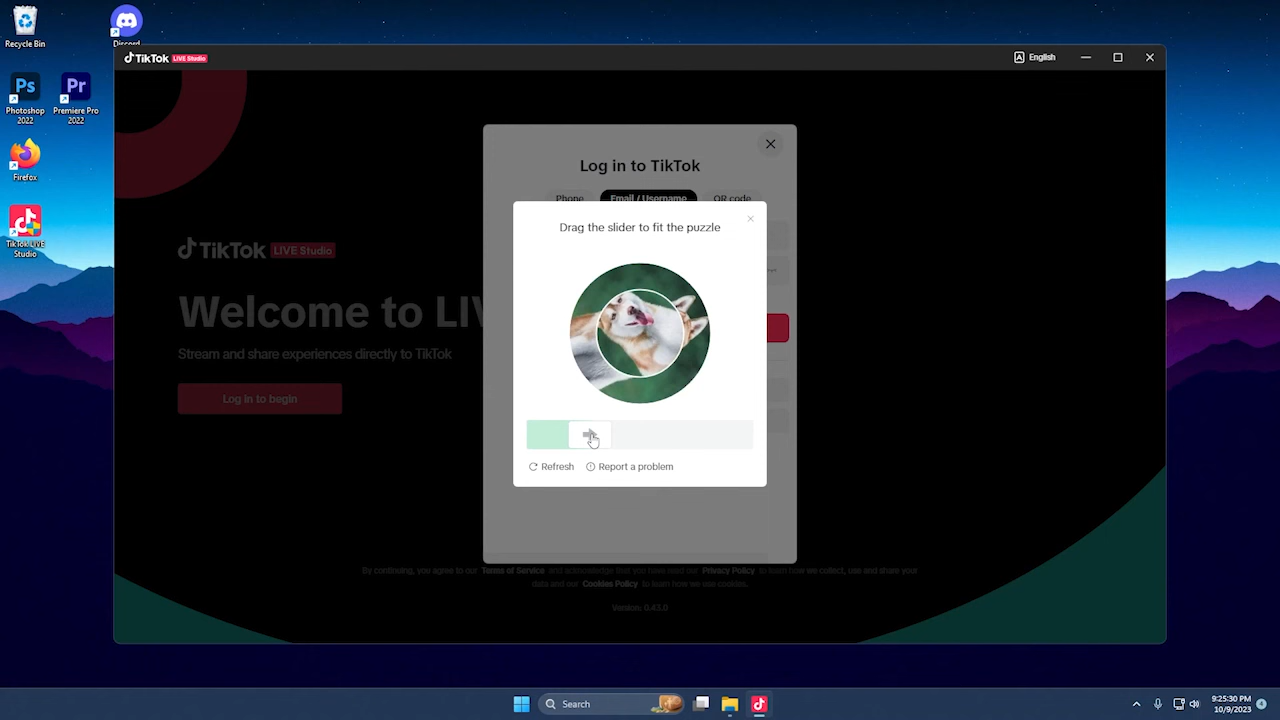 Recycle Bin
Discord
TikTok LIVE Studio
English
Photoshop
2022
Premiere Pro
2022
Firefox
TikTok LIVE
Studio
Log in to TikTok
Phone
Email / Username
QR code
Drag the slider to fit the puzzle
TikTok LIVE Studio
Welcome to LIV
Stream and share experiences directly to TikTok
Log in to begin
Refresh
Report a problem
By continuing, you agree to our Terms of Service and acknowledge that you have read our Privacy Policy to learn how we collect, use and share your
data and our Cookies Policy to learn how we use cookies.
Version: 0.43.0
Search
9:25:30 PM
10/9/2023
4